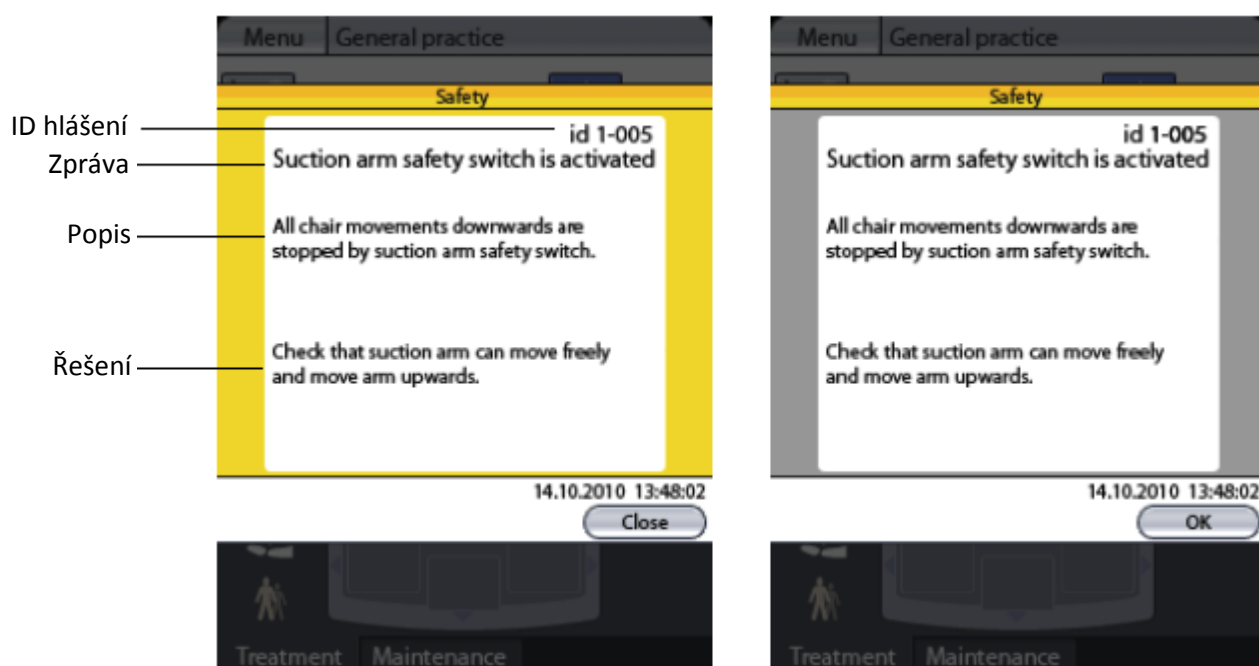 Menu General practice
Safety
ID hlášení
id 1-005
Zpráva
Suction arm safety switch is activated
Popis
All chair movements downwards are
stopped by suction arm safety switch.
Řešení
Check that suction arm can move freely
and move arm upwards.
14.10.2010 13:48:02
Close
Treatment Maintenance
Menu General practice
Safety
id 1-005
Suction arm safety switch is activated
All chair movements downwards are
stopped by suction arm safety switch.
Check that suction arm can move freely
and move arm upwards.
14.10.2010 13:48:02
OK
Treatment Maintenance